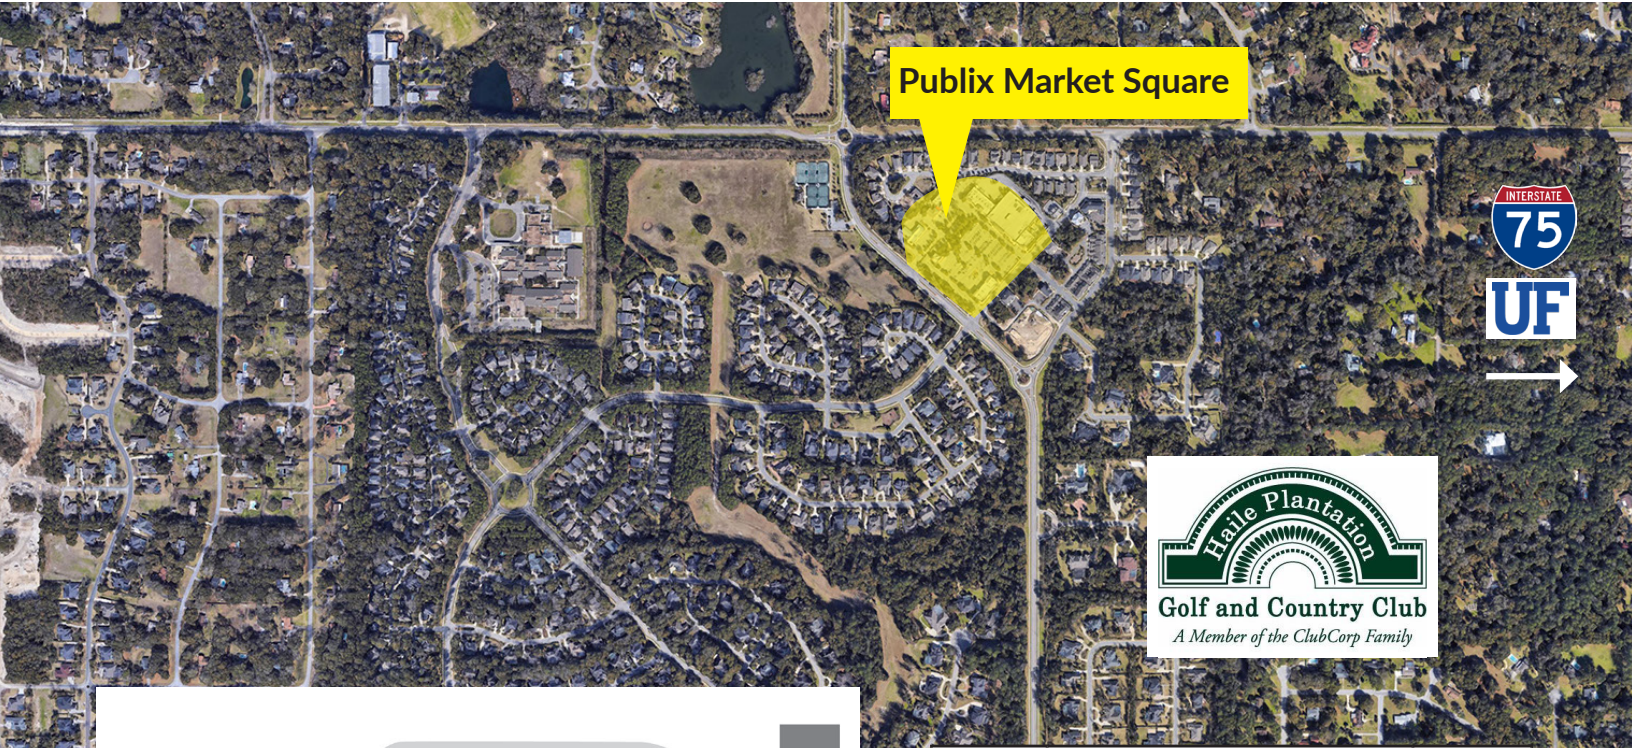 Publix Market Square
INTERSTATE
75
UF
Haile Plantation
Golf and Country Club
A Member of the ClubCorp Family